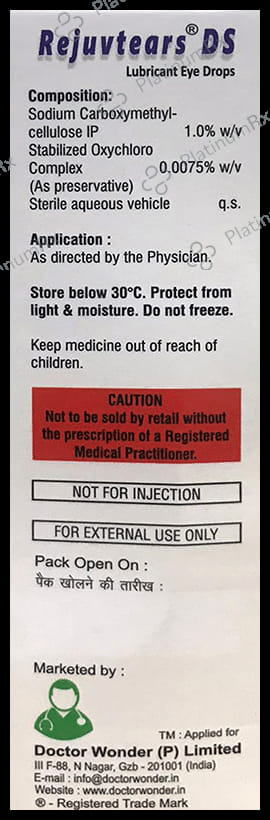 Rejuvtears® DS
Lubricant Eye Drops
Composition:
Sodium Carboxymethyl-
cellulose IP 1.0% w/v
Stabilized Oxychloro
Complex 0.0075% w/v
(As preservative)
Sterile aqueous vehicle q.s.
Application :
As directed by the Physician.
Store below 30°C. Protect from
light & moisture. Do not freeze.
Keep medicine out of reach of
children.
CAUTION
Not to be sold by retail without
the prescription of a Registered
Medical Practitioner.
NOT FOR INJECTION
FOR EXTERNAL USE ONLY
Pack Open On :
पैक खोलने की तारीख :
Marketed by :
TM : Applied for
Doctor Wonder (P) Limited
III F-88, N Nagar, Gzb - 201001 (India)
E-mail : info@doctorwonder.in
Website : www.doctorwonder.in
® - Registered Trade Mark
PlatinumRx
PlatinumRx
PlatinumRx